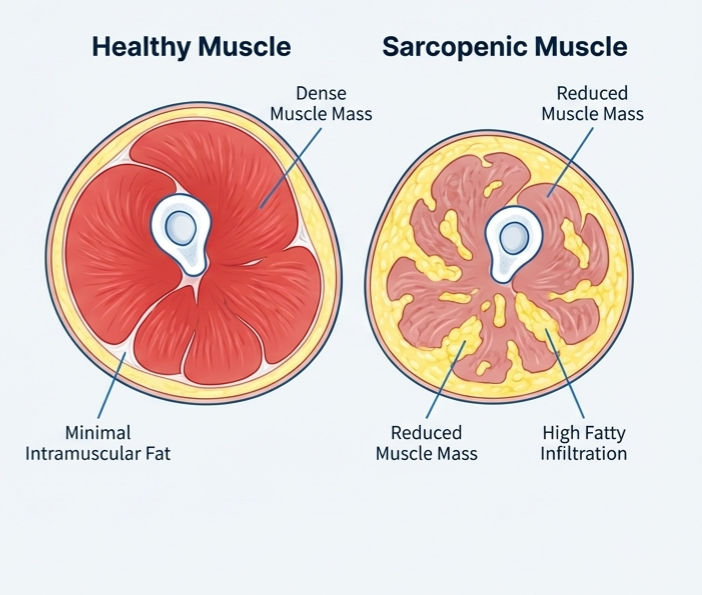 Healthy Muscle
Sarcopenic Muscle
Dense
Muscle Mass
Reduced
Muscle Mass
Minimal
Intramuscular Fat
Reduced
Muscle Mass
High Fatty
Infiltration